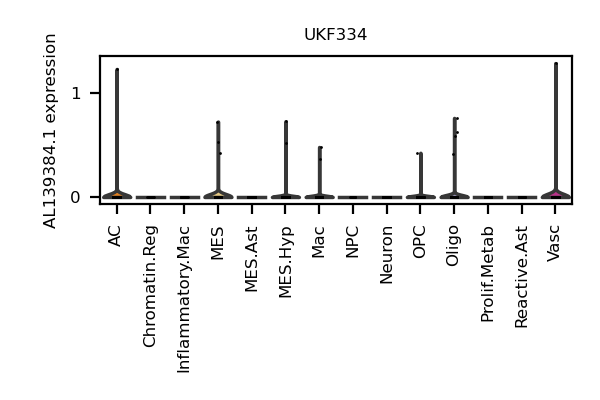 UKF334
AL139384.1 expression
1
0
AC
Chromatin.Reg
Inflammatory.Mac
MES
MES.Ast
MES.Hyp
Mac
NPC
Neuron
OPC
Oligo
Prolif.Metab
Reactive.Ast
Vasc